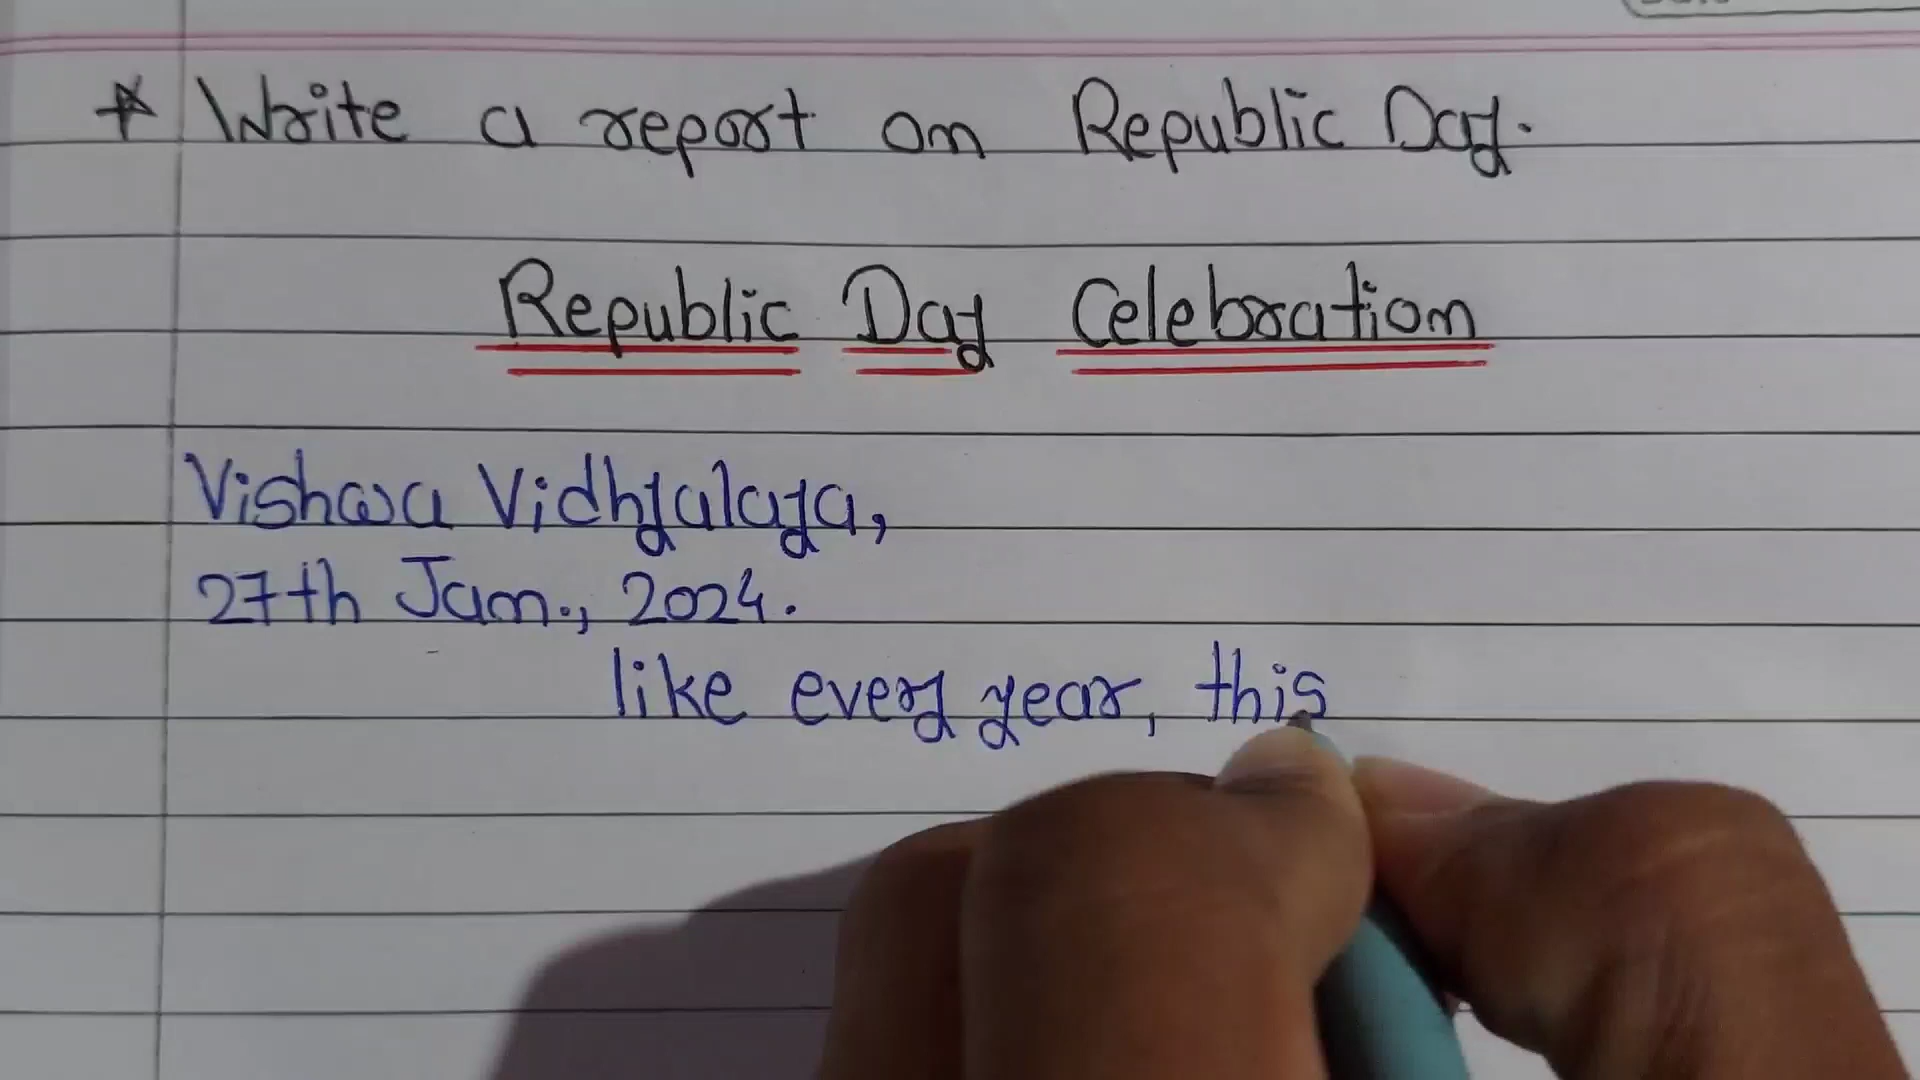 * Write a report on Republic Day.
Republic Day Celebration
Vishwa Vidhyalaya,
27th Jan., 2024.
like every year, this